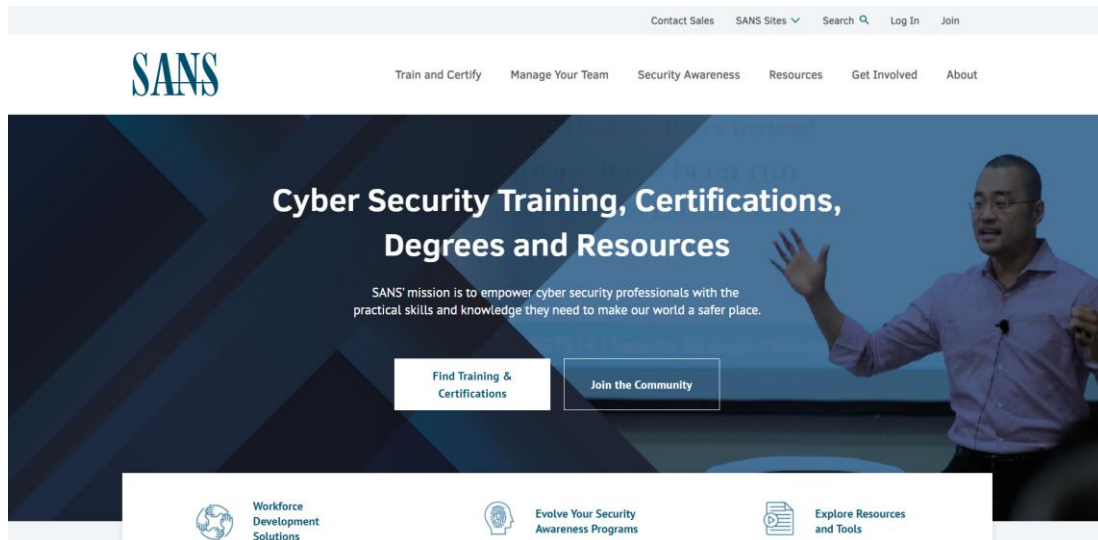 Contact Sales SANS Sites Search Log In Join
SANS
Train and Certify Manage Your Team Security Awareness Resources Get Involved About
Cyber Security Training, Certifications,
Degrees and Resources
SANS' mission is to empower cyber security professionals with the
practical skills and knowledge they need to make our world a safer place.
Find Training &
Certifications
Join the Community
Workforce
Development
Solutions
Evolve Your Security
Awareness Programs
Explore Resources
and Tools